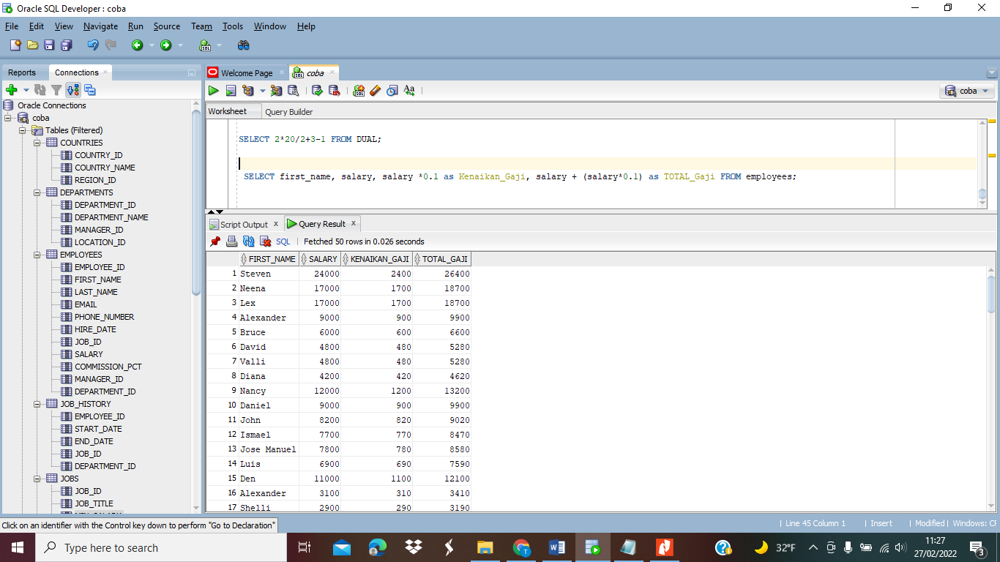 Oracle SQL Developer : coba
File Edit View Navigate Run Source Team Tools Window Help
Reports Connections
Oracle Connections
coba
Tables (Filtered)
COUNTRIES
COUNTRY_ID
COUNTRY_NAME
REGION_ID
DEPARTMENTS
DEPARTMENT_ID
DEPARTMENT_NAME
MANAGER_ID
LOCATION_ID
EMPLOYEES
EMPLOYEE_ID
FIRST_NAME
LAST_NAME
EMAIL
PHONE_NUMBER
HIRE_DATE
JOB_ID
SALARY
COMMISSION_PCT
MANAGER_ID
DEPARTMENT_ID
JOB_HISTORY
EMPLOYEE_ID
START_DATE
END_DATE
JOB_ID
DEPARTMENT_ID
JOBS
JOB_ID
JOB_TITLE
Welcome Page coba
coba
Worksheet Query Builder
SELECT 2*20/2+3-1 FROM DUAL;
SELECT first_name, salary, salary *0.1 as Kenaikan_Gaji, salary + (salary*0.1) as TOTAL_Gaji FROM employees;
Script Output x Query Result x
SQL | Fetched 50 rows in 0.026 seconds
FIRST_NAME SALARY KENAIKAN_GAJI TOTAL_GAJI
1 Steven 24000 2400 26400
2 Neena 17000 1700 18700
3 Lex 17000 1700 18700
4 Alexander 9000 900 9900
5 Bruce 6000 600 6600
6 David 4800 480 5280
7 Valli 4800 480 5280
8 Diana 4200 420 4620
9 Nancy 12000 1200 13200
10 Daniel 9000 900 9900
11 John 8200 820 9020
12 Ismael 7700 770 8470
13 Jose Manuel 7800 780 8580
14 Luis 6900 690 7590
15 Den 11000 1100 12100
16 Alexander 3100 310 3410
17 Shelli 2900 290 3190
Click on an identifier with the Control key down to perform "Go to Declaration"
| Line 45 Column 1 | Insert | Modified | Windows:
Type here to search
32°F
11:27
27/02/2022
3